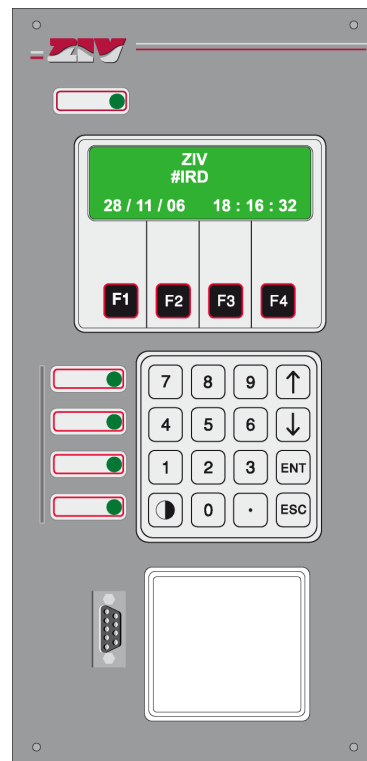 ZIV
ZIV
#IRD
28 / 11 / 06 18 : 16 : 32
F1 F2 F3 F4
7 8 9 ↑
4 5 6 ↓
1 2 3 ENT
0 · ESC